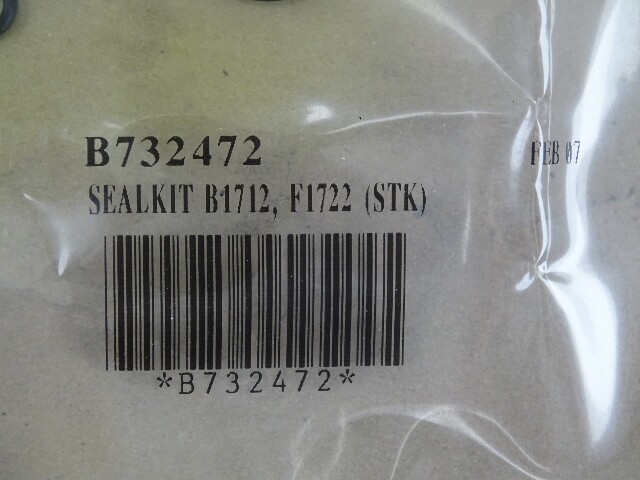 B732472
FEB 07
SEALKIT B1712, F1722 (STK)
*B732472*